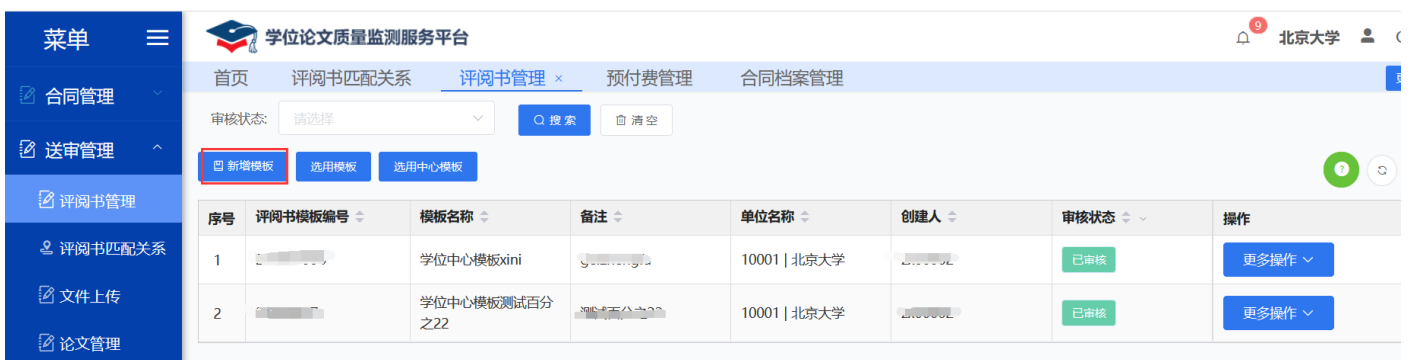 菜单
学位论文质量监测服务平台
9
北京大学
首页 评阅书匹配关系 评阅书管理 × 预付费管理 合同档案管理
合同管理
审核状态: 请选择 搜索 清空
送审管理
新增模板 选用模板 选用中心模板
评阅书管理
序号 评阅书模板编号 模板名称 备注 单位名称 创建人 审核状态 操作
评阅书匹配关系
1 学位中心模板xini 10001 | 北京大学 已审核 更多操作
文件上传
2 学位中心模板测试百分之22 10001 | 北京大学 已审核 更多操作
论文管理